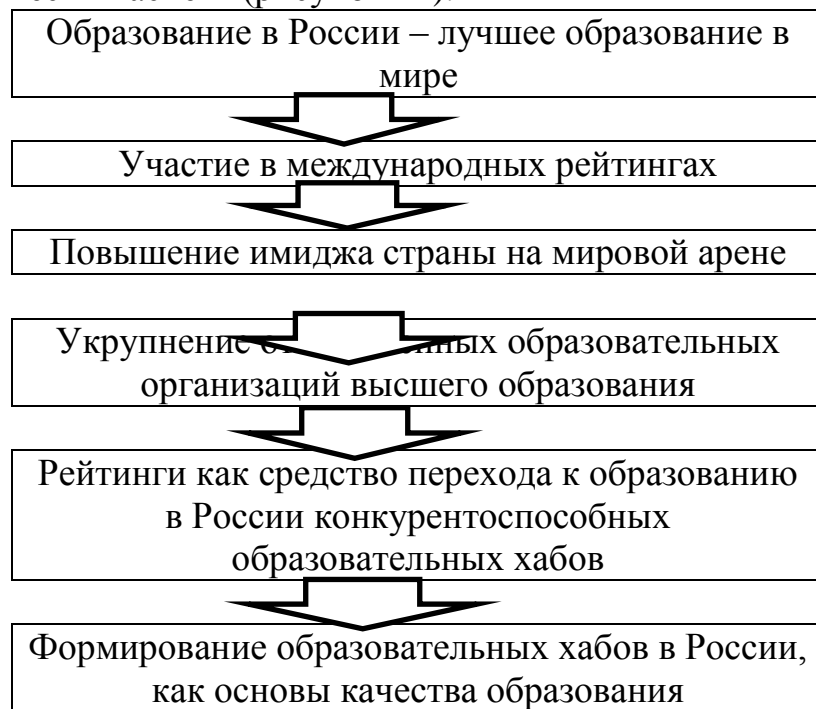 Образование в России – лучшее образование в
мире
Участие в международных рейтингах
Повышение имиджа страны на мировой арене
Укрупнение образовательных
организаций высшего образования
Рейтинги как средство перехода к образованию
в России конкурентоспособных
образовательных хабов
Формирование образовательных хабов в России,
как основы качества образования